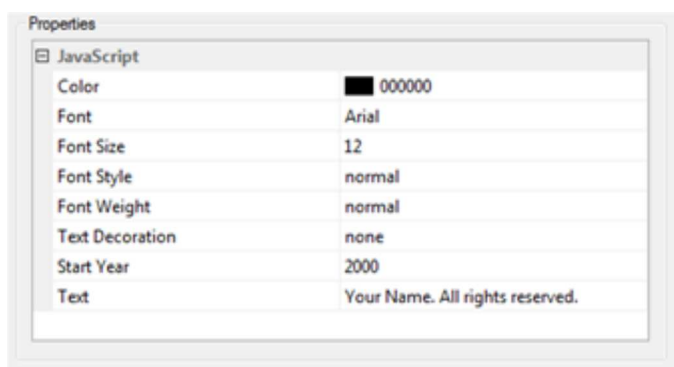 Properties
JavaScript
Color 000000
Font Arial
Font Size 12
Font Style normal
Font Weight normal
Text Decoration none
Start Year 2000
Text Your Name. All rights reserved.